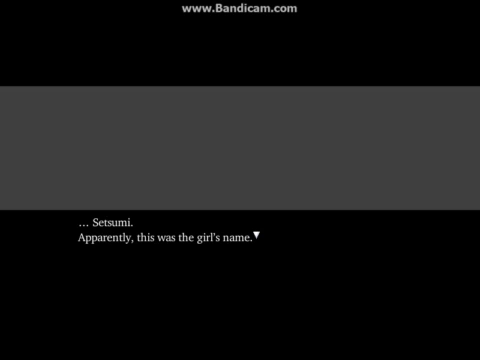 www.Bandicam.com
... Setsumi.
Apparently, this was the girl's name.